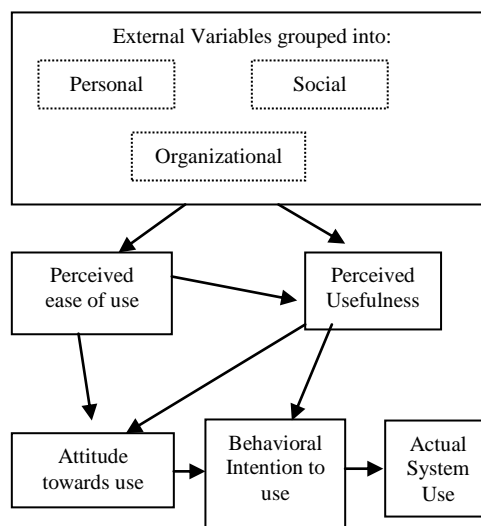 External Variables grouped into:
Personal
Social
Organizational
Perceived
ease of use
Perceived
Usefulness
Attitude
towards use
Behavioral
Intention to
use
Actual
System
Use